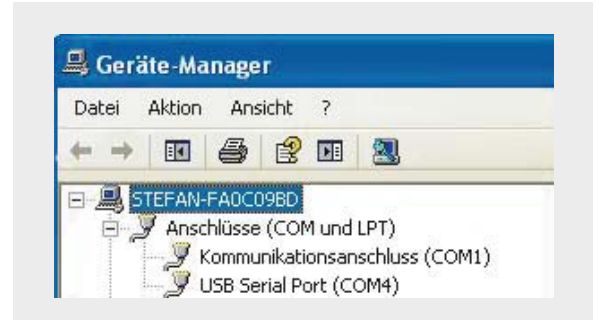 Geräte-Manager
Datei Aktion Ansicht ?
STEFAN-FA0C09BD
Anschlüsse (COM und LPT)
Kommunikationsanschluss (COM1)
USB Serial Port (COM4)